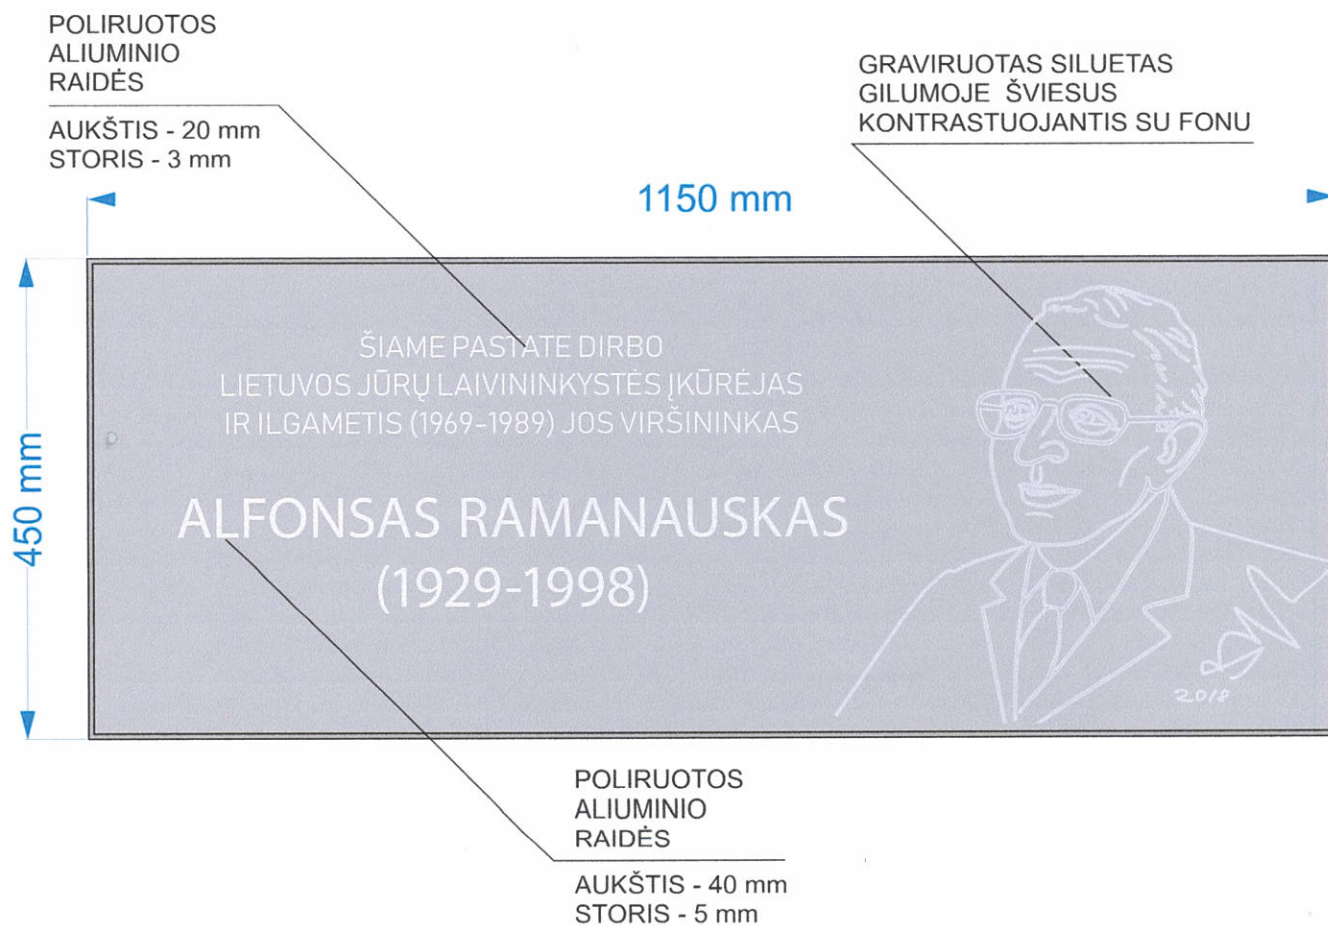 POLIRUOTOS
ALIUMINIO
RAIDĖS
AUKŠTIS - 20 mm
STORIS - 3 mm
GRAVIRUOTAS SILUETAS
GILUMOJE ŠVIESUS
KONTRASTUOJANTIS SU FONU
1150 mm
450 mm
ŠIAME PASTATE DIRBO
LIETUVOS JŪRŲ LAIVININKYSTĖS ĮKŪRĖJAS
IR ILGAMETIS (1969-1989) JOS VIRŠININKAS
ALFONSAS RAMANAUSKAS
(1929-1998)
2018
POLIRUOTOS
ALIUMINIO
RAIDĖS
AUKŠTIS - 40 mm
STORIS - 5 mm